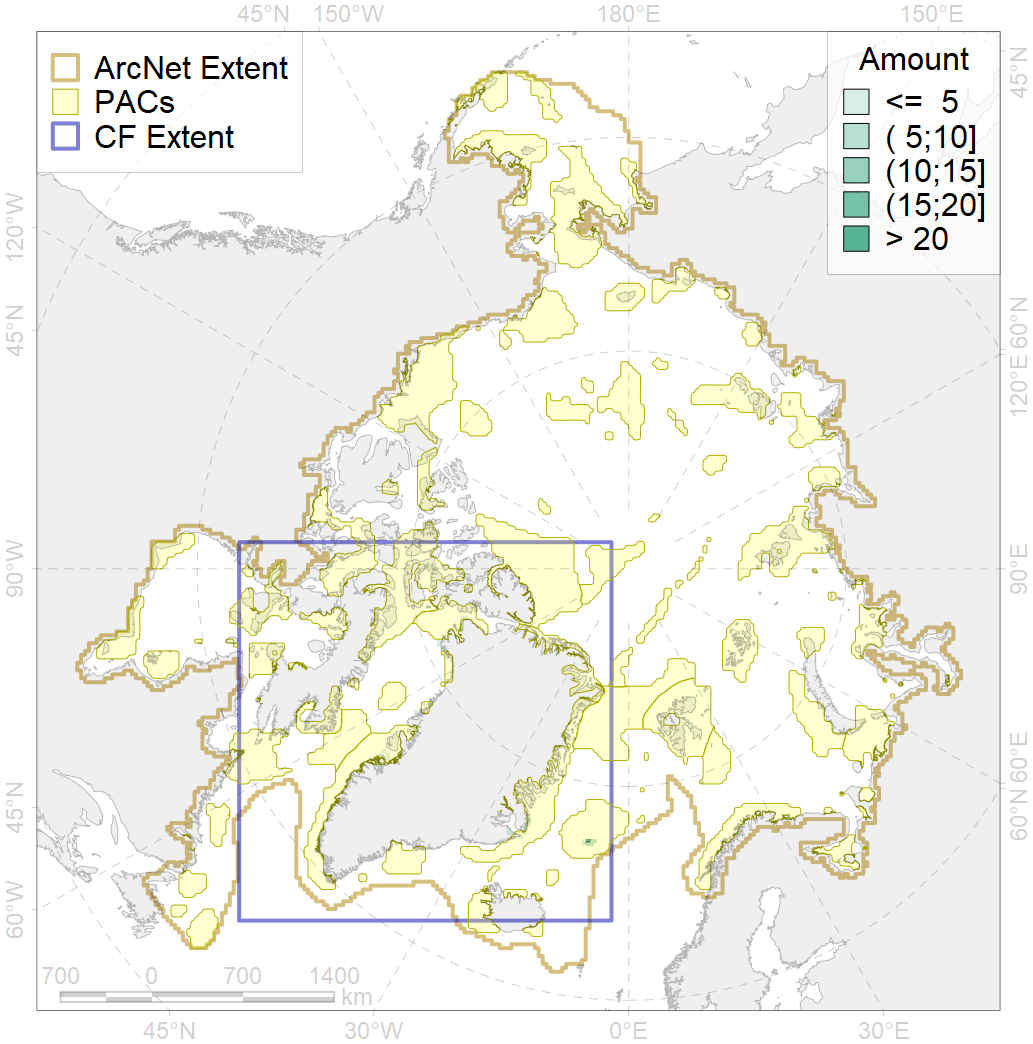 45°N 150°W 180°E 150°E
ArcNet Extent
PACs
CF Extent
Amount
<= 5
( 5;10]
(10;15]
(15;20]
> 20
45°N
120°W
60°N
45°N
120°E
90°W
90°E
60°E
45°N
60°N
60°W
700 0 700 1400
km
45°N 30°W 0°E 30°E